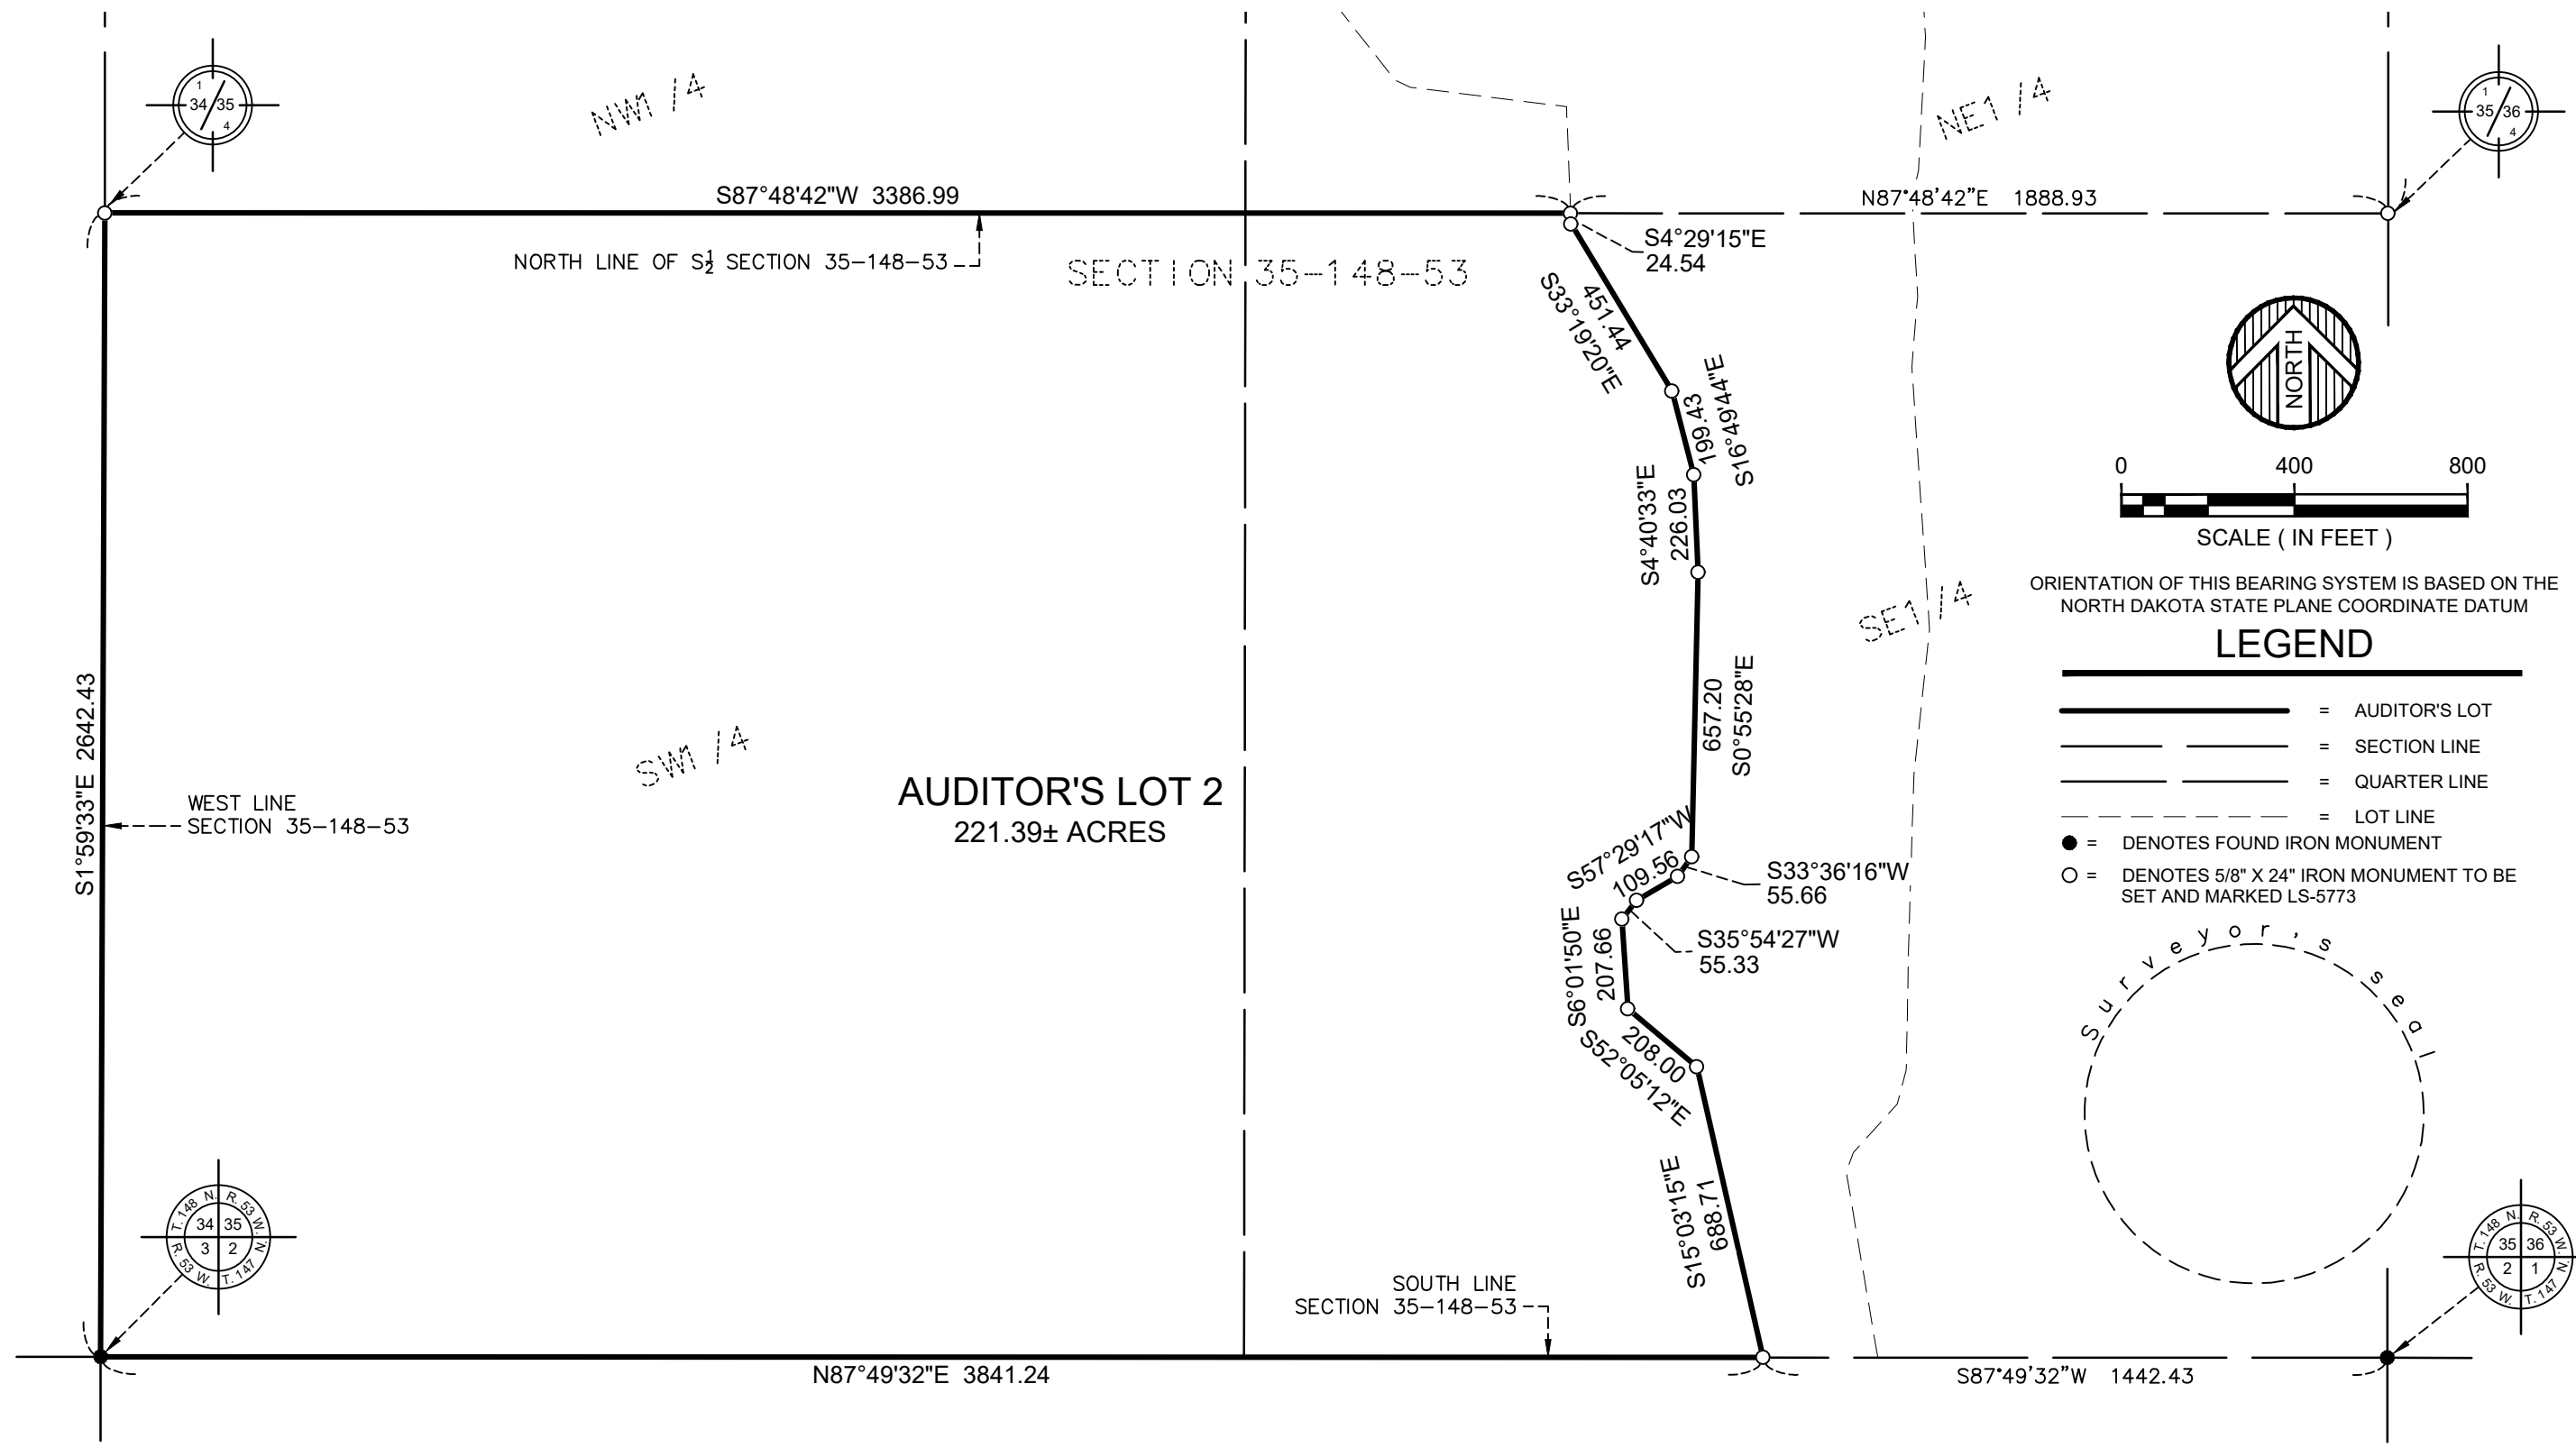 1
34 35
4
NW1/4
NE1/4
1
35 36
4
S87°48'42"W 3386.99
N87°48'42"E 1888.93
NORTH LINE OF S½ SECTION 35-148-53
SECTION 35-148-53
S4°29'15"E
24.54
451.44
S33°19'20"E
199.43
S16°49'44"E
S4°40'33"E
226.03
NORTH
0 400 800
SCALE ( IN FEET )
ORIENTATION OF THIS BEARING SYSTEM IS BASED ON THE
NORTH DAKOTA STATE PLANE COORDINATE DATUM
LEGEND
= AUDITOR'S LOT
= SECTION LINE
= QUARTER LINE
= LOT LINE
= DENOTES FOUND IRON MONUMENT
= DENOTES 5/8" X 24" IRON MONUMENT TO BE
SET AND MARKED LS-5773
SE1/4
657.20
S0°55'28"E
S1°59'33"E 2642.43
SW1/4
WEST LINE
SECTION 35-148-53
AUDITOR'S LOT 2
221.39± ACRES
S57°29'17"W
109.56
S33°36'16"W
55.66
S35°54'27"W
55.33
S6°01'50"E
207.66
208.00
S52°05'12"E
Surveyor's seal
S15°03'15"E
688.71
T. 148 N. R. 53 W.
34 35
3 2
R. 53 W. T. 147 N.
T. 148 N. R. 53 W.
35 36
2 1
R. 53 W. T. 147 N.
SOUTH LINE
SECTION 35-148-53
N87°49'32"E 3841.24
S87°49'32"W 1442.43